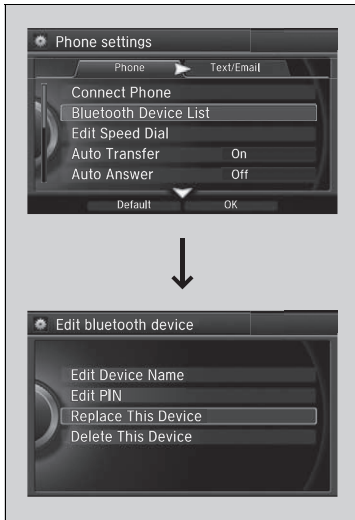 Phone settings
Phone Text/Email
Connect Phone
Bluetooth Device List
Edit Speed Dial
Auto Transfer On
Auto Answer Off
Default OK
Edit bluetooth device
Edit Device Name
Edit PIN
Replace This Device
Delete This Device